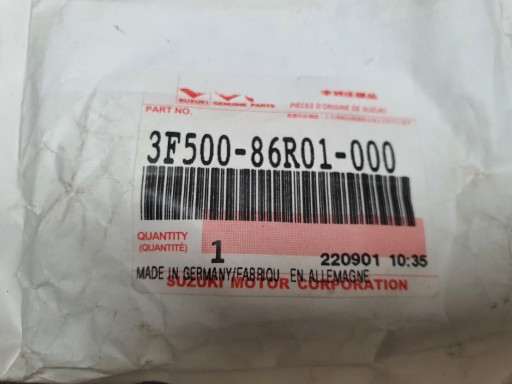 SUZUKI GENUINE PARTS
PIÈCES D'ORIGINE DE SUZUKI
PART NO.
3F500-86R01-000
QUANTITY
(QUANTITÉ)
1
220901 10:35
MADE IN GERMANY/FABRIQU EN ALLEMAGNE
SUZUKI MOTOR CORPORATION